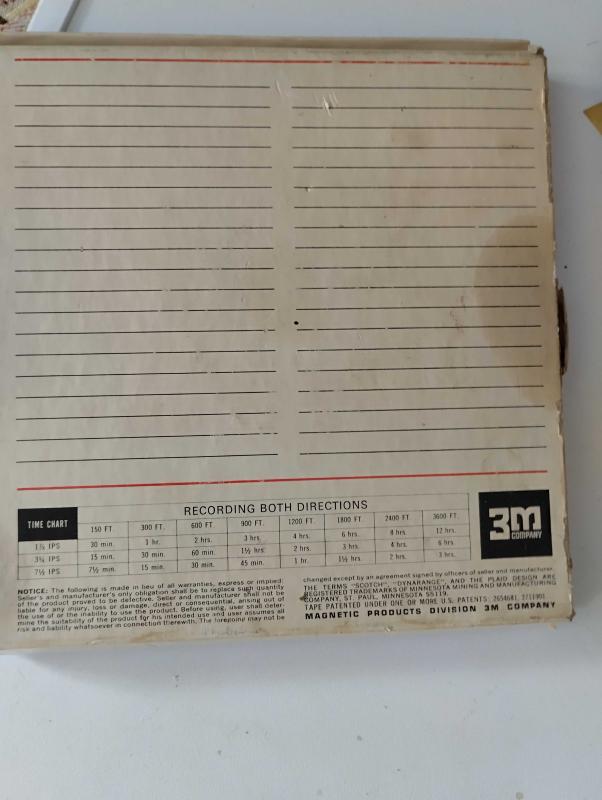 RECORDING BOTH DIRECTIONS
TIME CHART 150 FT. 300 FT. 600 FT. 900 FT. 1200 FT. 1800 FT. 2400 FT. 3600 FT.
1⅞ IPS 30 min. 1 hr. 2 hrs. 3 hrs. 4 hrs. 6 hrs. 8 hrs. 12 hrs.
3¾ IPS 15 min. 30 min. 60 min. 1½ hrs. 2 hrs. 3 hrs. 4 hrs. 6 hrs.
7½ IPS 7½ min. 15 min. 30 min. 45 min. 1 hr. 1½ hrs. 2 hrs. 3 hrs.
3M
COMPANY
NOTICE: The following is made in lieu of all warranties, express or implied:
Seller's and manufacturer's only obligation shall be to replace such quantity
of the product proved to be defective. Seller and manufacturer shall not be
liable for any injury, loss or damage, direct or consequential, arising out of
the use of or the inability to use the product. Before using, user shall deter-
mine the suitability of the product for his intended use and user assumes all
risk and liability whatsoever in connection therewith. The foregoing may not be
changed except by an agreement signed by officers of seller and manufacturer.
THE TERMS "SCOTCH", "DYNARANGE", AND THE PLAID DESIGN ARE
REGISTERED TRADEMARKS OF MINNESOTA MINING AND MANUFACTURING
COMPANY, ST. PAUL, MINNESOTA 55119.
TAPE PATENTED UNDER ONE OR MORE U.S. PATENTS: 2654681, 2711901
MAGNETIC PRODUCTS DIVISION 3M COMPANY